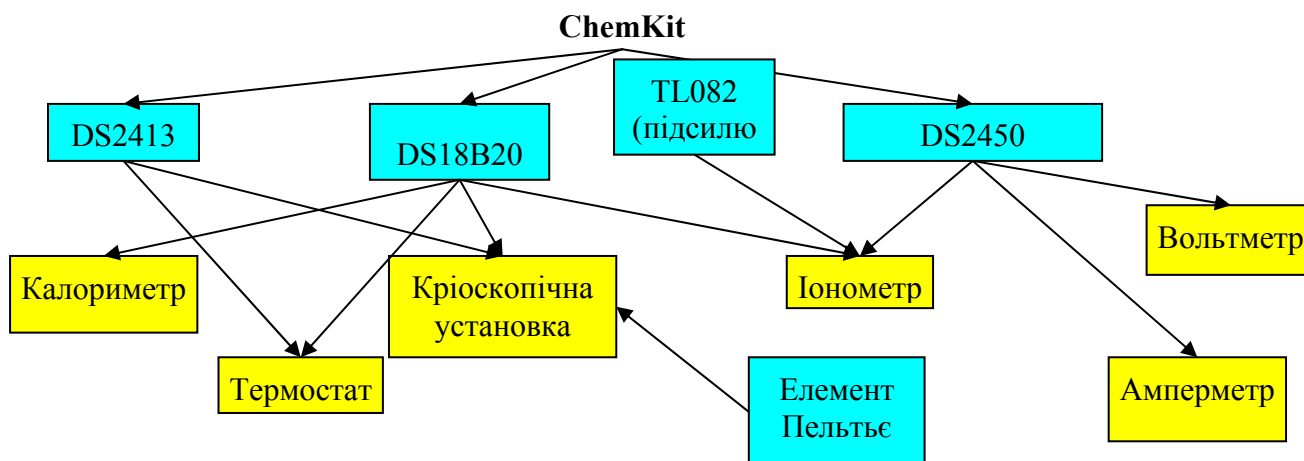 ChemKit
DS2413
DS18B20
TL082
(підсилю
DS2450
Калориметр
Кріоскопічна
установка
Іонометр
Вольтметр
Термостат
Елемент
Пельтьє
Амперметр